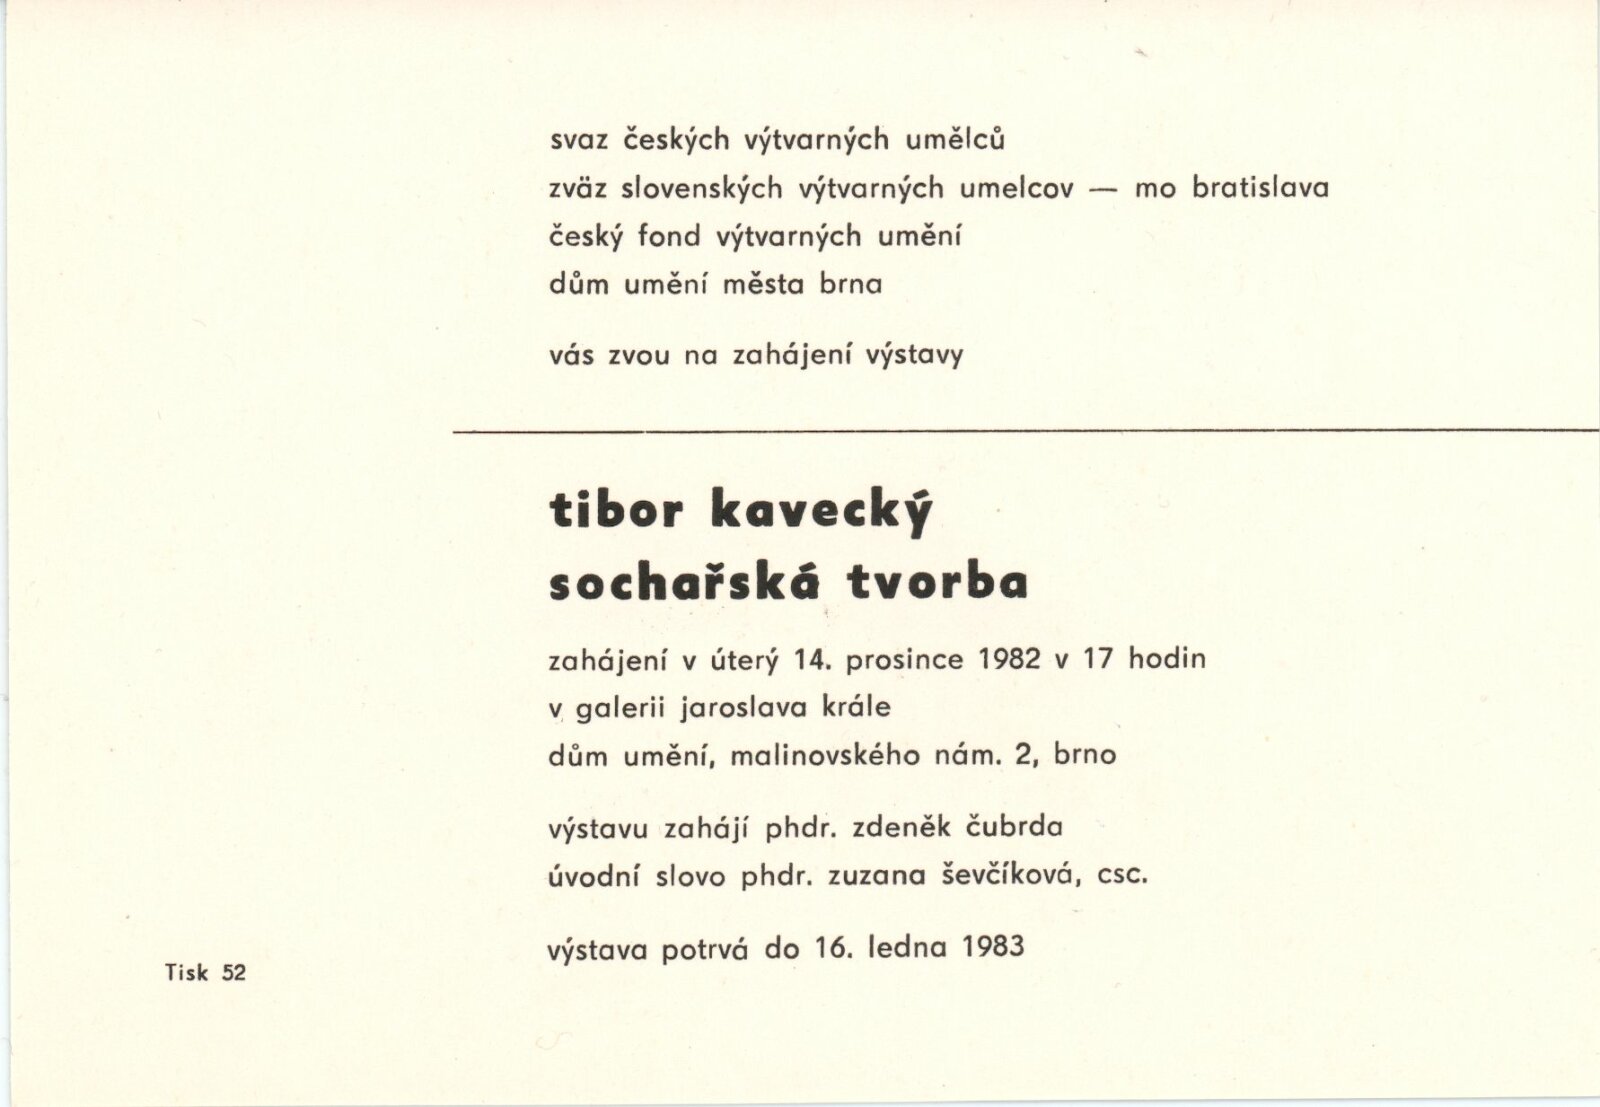 svaz českých výtvarných umělců
zväz slovenských výtvarných umelcov — mo bratislava
český fond výtvarných umění
dům umění města brna
vás zvou na zahájení výstavy
tibor kavecký
sochařská tvorba
zahájení v úterý 14. prosince 1982 v 17 hodin
v galerii jaroslava krále
dům umění, malinovského nám. 2, brno
výstavu zahájí phdr. zdeněk čubrda
úvodní slovo phdr. zuzana ševčíková, csc.
výstava potrvá do 16. ledna 1983
Tisk 52